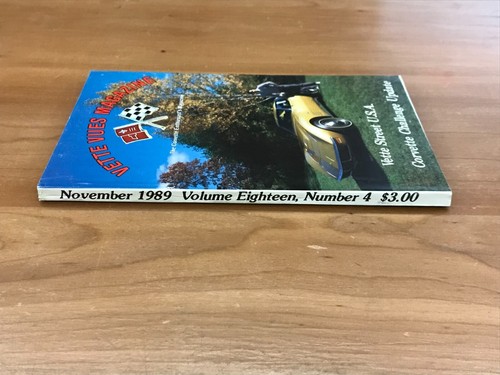 VETTE VUES MAGAZINE
Vette Street U.S.A.
Corvette Challenge Update
November 1989 Volume Eighteen, Number 4 $3.00